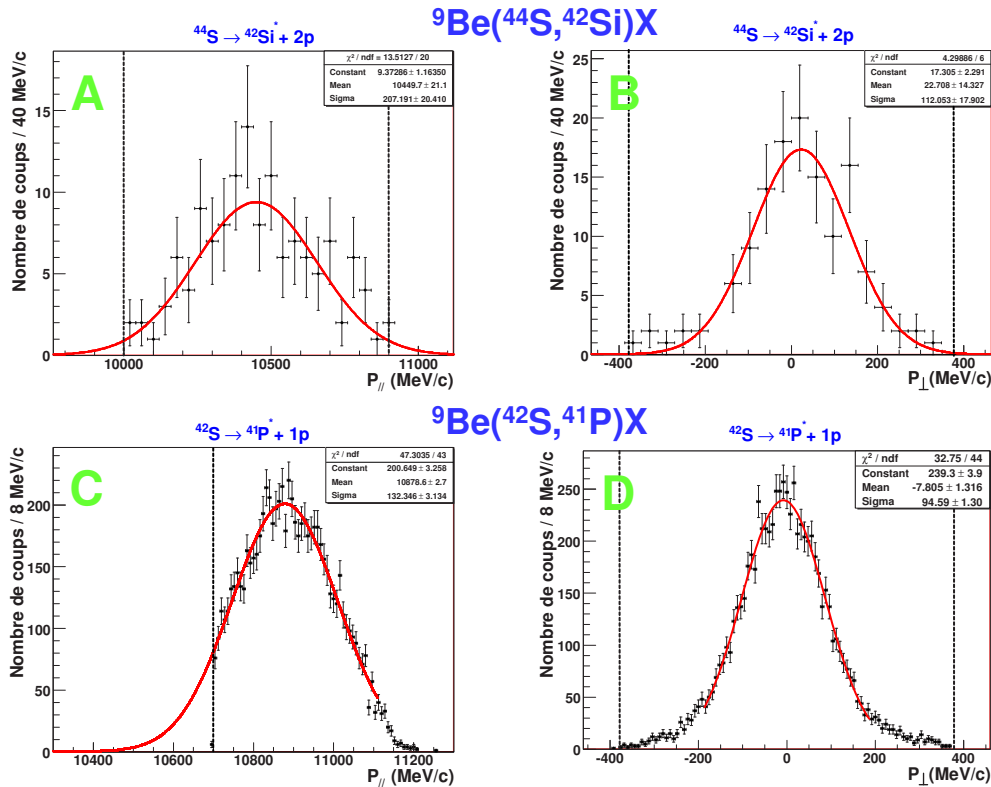 ⁹Be(⁴⁴S,⁴²Si)X
⁴⁴S → ⁴²Si* + 2p
A
χ² / ndf = 13.5127 / 20
Constant 9.37286 ± 1.16350
Mean 10449.7 ± 21.1
Sigma 207.191 ± 20.410
Nombre de coups / 40 MeV/c
15
10
5
0
10000 10500 11000
P// (MeV/c)
⁴⁴S → ⁴²Si* + 2p
B
χ² / ndf 4.29886 / 6
Constant 17.305 ± 2.291
Mean 22.708 ± 14.327
Sigma 112.053 ± 17.902
Nombre de coups / 40 MeV/c
25
20
15
10
5
0
-400 -200 0 200 400
P⊥(MeV/c)
⁹Be(⁴²S,⁴¹P)X
⁴²S → ⁴¹P* + 1p
C
χ² / ndf 47.3035 / 43
Constant 200.649 ± 3.258
Mean 10878.6 ± 2.7
Sigma 132.346 ± 3.134
Nombre de coups / 8 MeV/c
200
150
100
50
0
10400 10600 10800 11000 11200
P// (MeV/c)
⁴²S → ⁴¹P* + 1p
D
χ² / ndf 32.75 / 44
Constant 239.3 ± 3.9
Mean -7.805 ± 1.316
Sigma 94.59 ± 1.30
Nombre de coups / 8 MeV/c
250
200
150
100
50
0
-400 -200 0 200 400
P⊥(MeV/c)